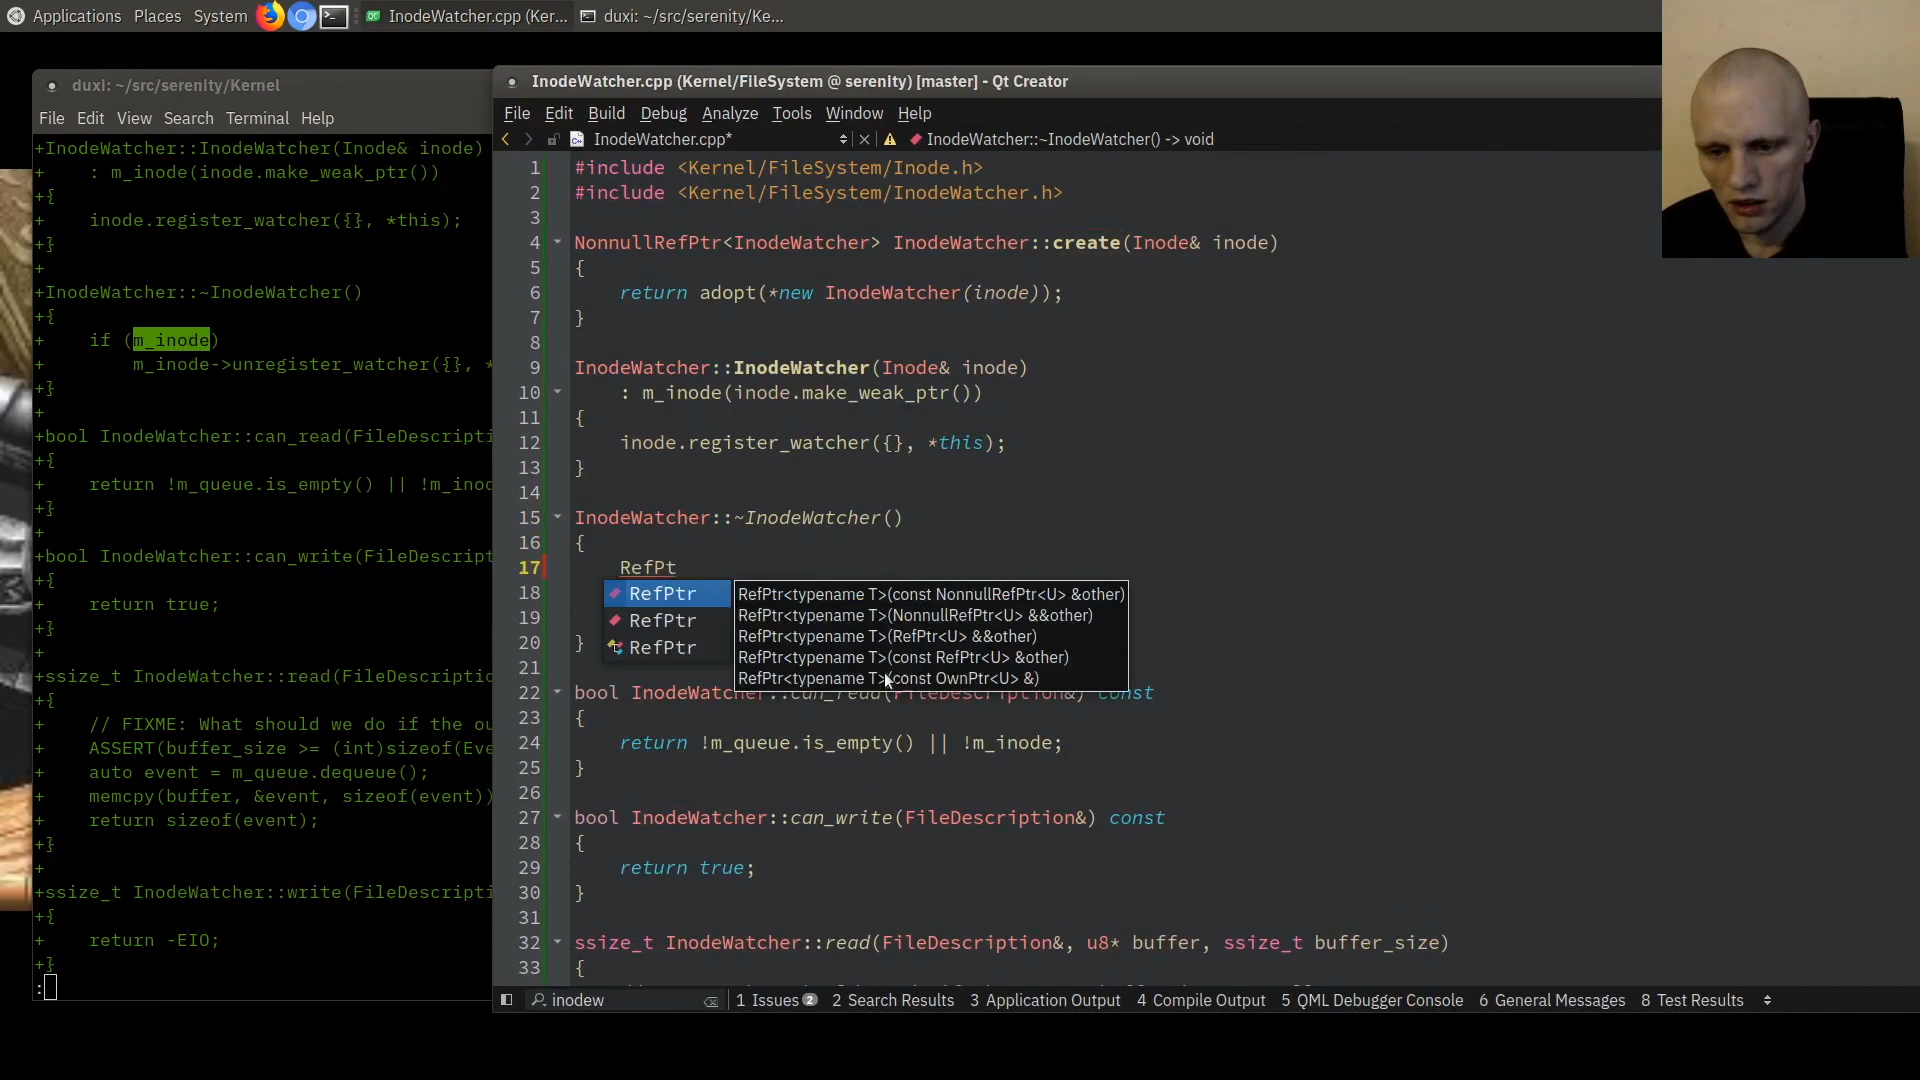 Applications Places System InodeWatcher.cpp (Ker... duxi: ~/src/serenity/Ke...
duxi: ~/src/serenity/Kernel
File Edit View Search Terminal Help
+InodeWatcher::InodeWatcher(Inode& inode)
+    : m_inode(inode.make_weak_ptr())
+{
+    inode.register_watcher({}, *this);
+}
+
+InodeWatcher::~InodeWatcher()
+{
+    if (m_inode)
+        m_inode->unregister_watcher({}, *
+}
+
+bool InodeWatcher::can_read(FileDescripti
+{
+    return !m_queue.is_empty() || !m_inod
+}
+
+bool InodeWatcher::can_write(FileDescript
+{
+    return true;
+}
+
+ssize_t InodeWatcher::read(FileDescriptio
+{
+    // FIXME: What should we do if the ou
+    ASSERT(buffer_size >= (int)sizeof(Eve
+    auto event = m_queue.dequeue();
+    memcpy(buffer, &event, sizeof(event))
+    return sizeof(event);
+}
+
+ssize_t InodeWatcher::write(FileDescripti
+{
+    return -EIO;
+}
:
InodeWatcher.cpp (Kernel/FileSystem @ serenity) [master] - Qt Creator
File Edit Build Debug Analyze Tools Window Help
InodeWatcher.cpp* InodeWatcher::~InodeWatcher() -> void
1 #include <Kernel/FileSystem/Inode.h>
2 #include <Kernel/FileSystem/InodeWatcher.h>
3
4 NonnullRefPtr<InodeWatcher> InodeWatcher::create(Inode& inode)
5 {
6     return adopt(*new InodeWatcher(inode));
7 }
8
9 InodeWatcher::InodeWatcher(Inode& inode)
10     : m_inode(inode.make_weak_ptr())
11 {
12     inode.register_watcher({}, *this);
13 }
14
15 InodeWatcher::~InodeWatcher()
16 {
17     RefPt
18
19
20 }
21
22 bool InodeWatcher::can_read(FileDescription&) const
23 {
24     return !m_queue.is_empty() || !m_inode;
25 }
26
27 bool InodeWatcher::can_write(FileDescription&) const
28 {
29     return true;
30 }
31
32 ssize_t InodeWatcher::read(FileDescription&, u8* buffer, ssize_t buffer_size)
33 {
RefPtr
RefPtr
RefPtr
RefPtr<typename T>(const NonnullRefPtr<U> &other)
RefPtr<typename T>(NonnullRefPtr<U> &&other)
RefPtr<typename T>(RefPtr<U> &&other)
RefPtr<typename T>(const RefPtr<U> &other)
RefPtr<typename T>(const OwnPtr<U> &)
inodew 1 Issues 2 2 Search Results 3 Application Output 4 Compile Output 5 QML Debugger Console 6 General Messages 8 Test Results